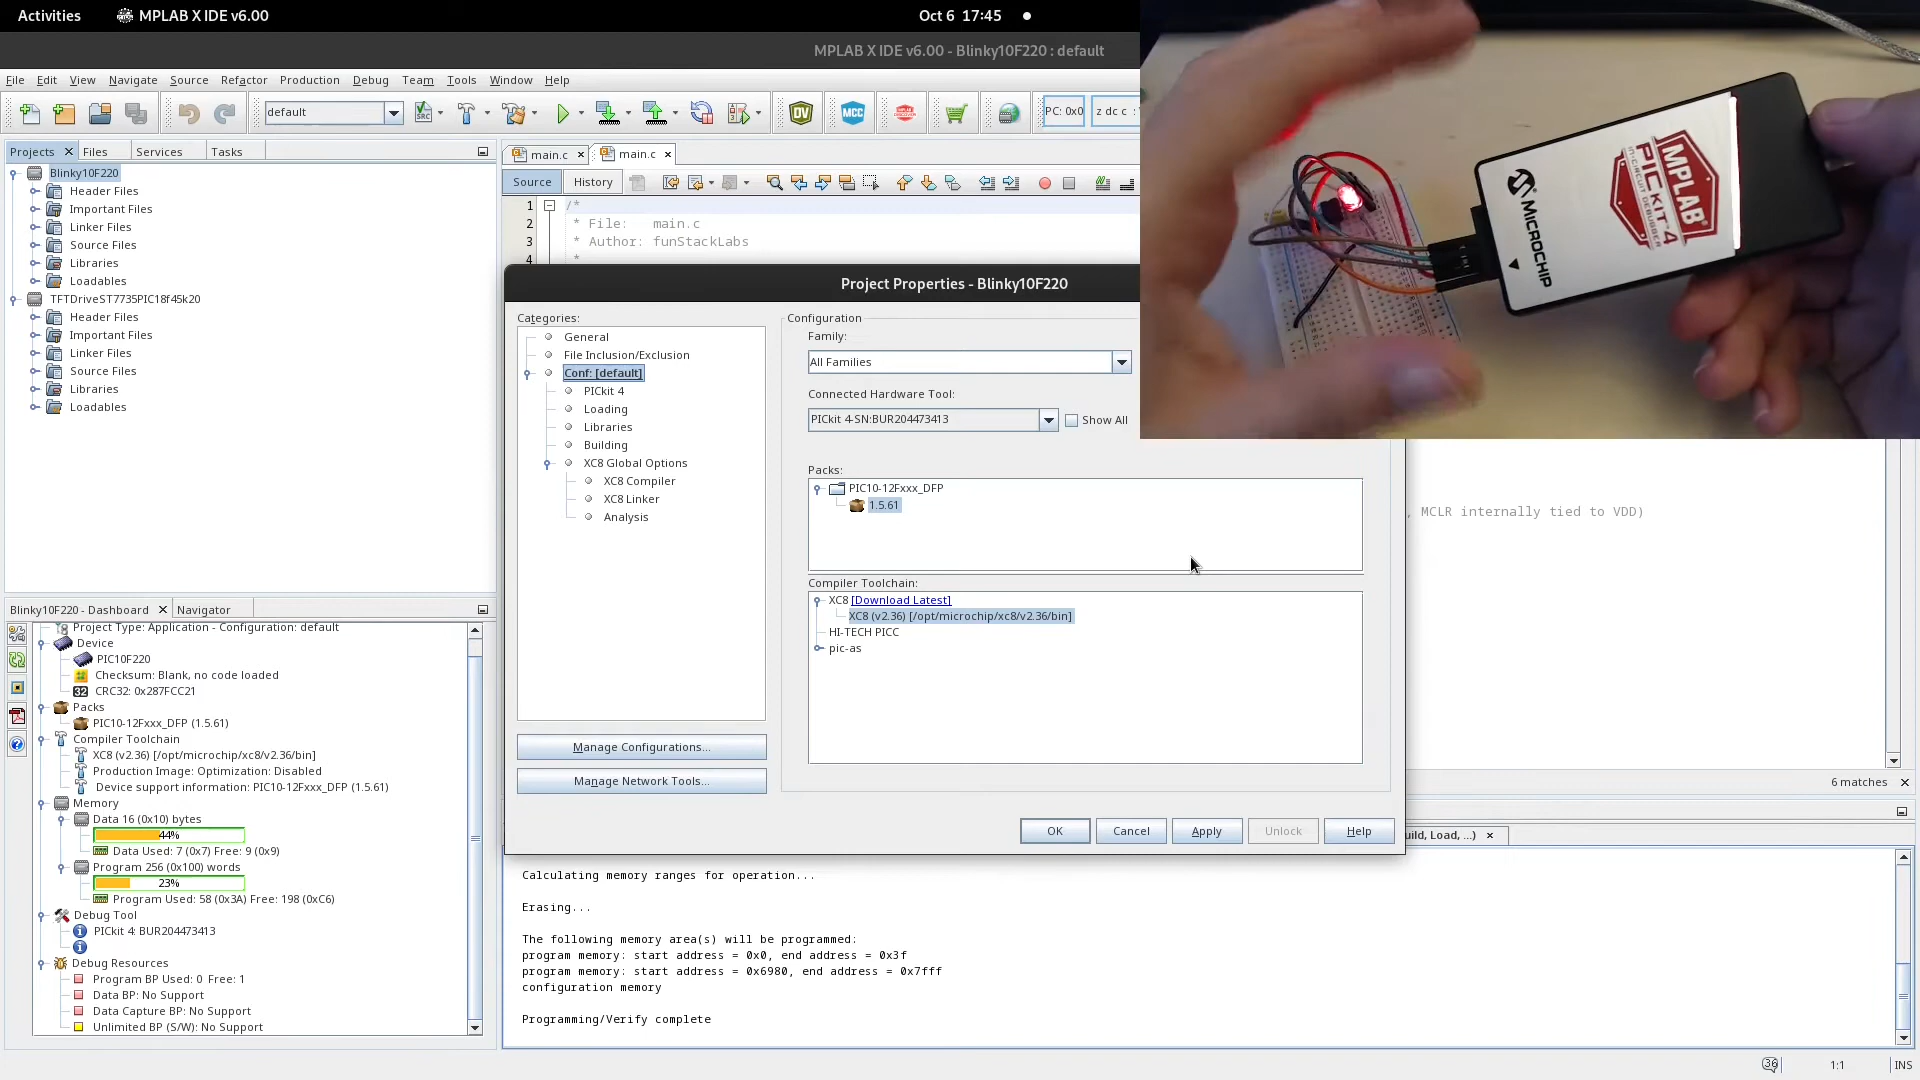 Activities
MPLAB X IDE v6.00
Oct 6 17:45
MPLAB X IDE v6.00 - Blinky10F220 : default
File Edit View Navigate Source Refactor Production Debug Team Tools Window Help
default
DV
MCC
PC: 0x0
z dc c :
Projects
Files
Services
Tasks
Blinky10F220
Header Files
Important Files
Linker Files
Source Files
Libraries
Loadables
TFTDriveST7735PIC18f45k20
Header Files
Important Files
Linker Files
Source Files
Libraries
Loadables
main.c
main.c
Source
History
1 /*
2 * File: main.c
3 * Author: funStackLabs
4 *
, MCLR internally tied to VDD)
6 matches
Project Properties - Blinky10F220
Categories:
General
File Inclusion/Exclusion
Conf: [default]
PICkit 4
Loading
Libraries
Building
XC8 Global Options
XC8 Compiler
XC8 Linker
Analysis
Manage Configurations...
Manage Network Tools...
Configuration
Family:
All Families
Connected Hardware Tool:
PICkit 4-SN:BUR204473413
Show All
Packs:
PIC10-12Fxxx_DFP
1.5.61
Compiler Toolchain:
XC8 [Download Latest]
XC8 (v2.36) [/opt/microchip/xc8/v2.36/bin]
HI-TECH PICC
pic-as
OK
Cancel
Apply
Unlock
Help
MICROCHIP
MPLAB
PICKIT 4
IN-CIRCUIT DEBUGGER
Blinky10F220 - Dashboard
Navigator
Project Type: Application - Configuration: default
Device
PIC10F220
Checksum: Blank, no code loaded
32 CRC32: 0x287FCC21
Packs
PIC10-12Fxxx_DFP (1.5.61)
Compiler Toolchain
XC8 (v2.36) [/opt/microchip/xc8/v2.36/bin]
Production Image: Optimization: Disabled
Device support information: PIC10-12Fxxx_DFP (1.5.61)
Memory
Data 16 (0x10) bytes
44%
Data Used: 7 (0x7) Free: 9 (0x9)
Program 256 (0x100) words
23%
Program Used: 58 (0x3A) Free: 198 (0xC6)
Debug Tool
PICkit 4: BUR204473413
Debug Resources
Program BP Used: 0 Free: 1
Data BP: No Support
Data Capture BP: No Support
Unlimited BP (S/W): No Support
uild, Load, ...)
Calculating memory ranges for operation...
Erasing...
The following memory area(s) will be programmed:
program memory: start address = 0x0, end address = 0x3f
program memory: start address = 0x6980, end address = 0x7fff
configuration memory
Programming/Verify complete
36
1:1
INS